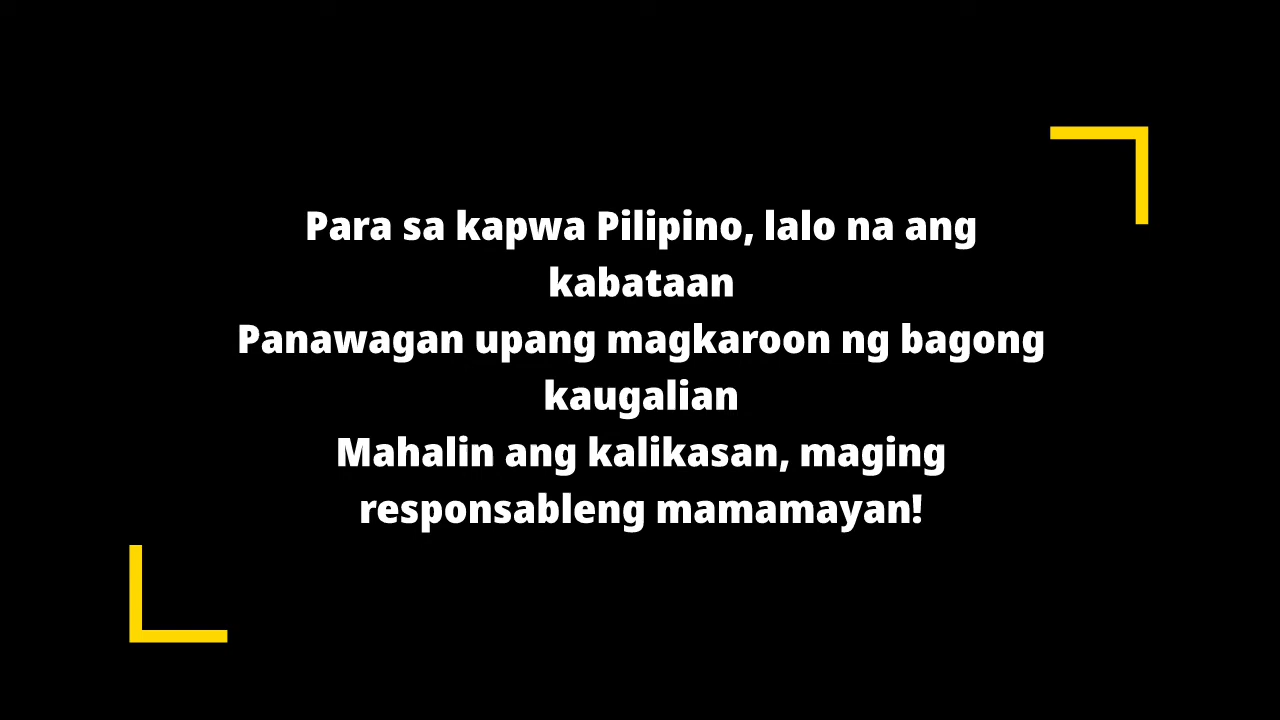 Para sa kapwa Pilipino, lalo na ang
kabataan
Panawagan upang magkaroon ng bagong
kaugalian
Mahalin ang kalikasan, maging
responsableng mamamayan!